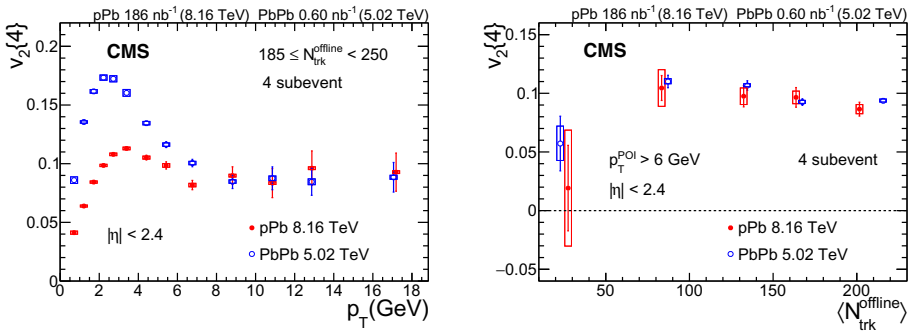 pPb 186 nb⁻¹ (8.16 TeV) PbPb 0.60 nb⁻¹ (5.02 TeV)
v₂{4}
0.2
0.15
0.1
0.05
0
CMS
185 ≤ N_trk^offline < 250
4 subevent
|η| < 2.4
pPb 8.16 TeV
PbPb 5.02 TeV
0 2 4 6 8 10 12 14 16 18
p_T(GeV)
pPb 186 nb⁻¹ (8.16 TeV) PbPb 0.60 nb⁻¹ (5.02 TeV)
v₂{4}
0.15
0.1
0.05
0
−0.05
CMS
p_T^POI > 6 GeV
4 subevent
|η| < 2.4
pPb 8.16 TeV
PbPb 5.02 TeV
50 100 150 200
⟨N_trk^offline⟩